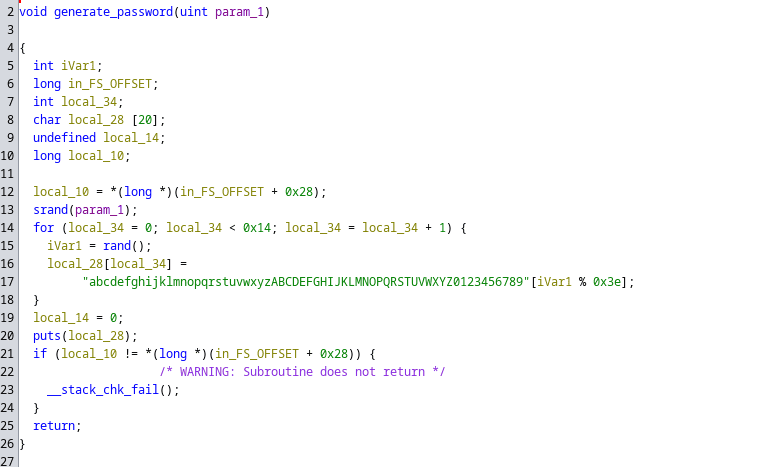 2 void generate_password(uint param_1)
3
4 {
5 int iVar1;
6 long in_FS_OFFSET;
7 int local_34;
8 char local_28 [20];
9 undefined local_14;
10 long local_10;
11
12 local_10 = *(long *)(in_FS_OFFSET + 0x28);
13 srand(param_1);
14 for (local_34 = 0; local_34 < 0x14; local_34 = local_34 + 1) {
15 iVar1 = rand();
16 local_28[local_34] =
17 "abcdefghijklmnopqrstuvwxyzABCDEFGHIJKLMNOPQRSTUVWXYZ0123456789"[iVar1 % 0x3e];
18 }
19 local_14 = 0;
20 puts(local_28);
21 if (local_10 != *(long *)(in_FS_OFFSET + 0x28)) {
22 /* WARNING: Subroutine does not return */
23 __stack_chk_fail();
24 }
25 return;
26 }
27